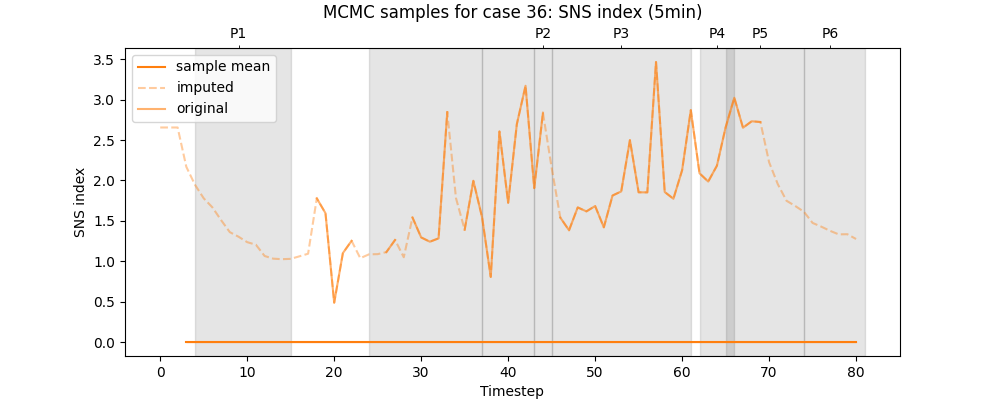 MCMC samples for case 36: SNS index (5min)
P1 P2 P3 P4 P5 P6
sample mean
imputed
original
SNS index
3.5
3.0
2.5
2.0
1.5
1.0
0.5
0.0
0 10 20 30 40 50 60 70 80
Timestep